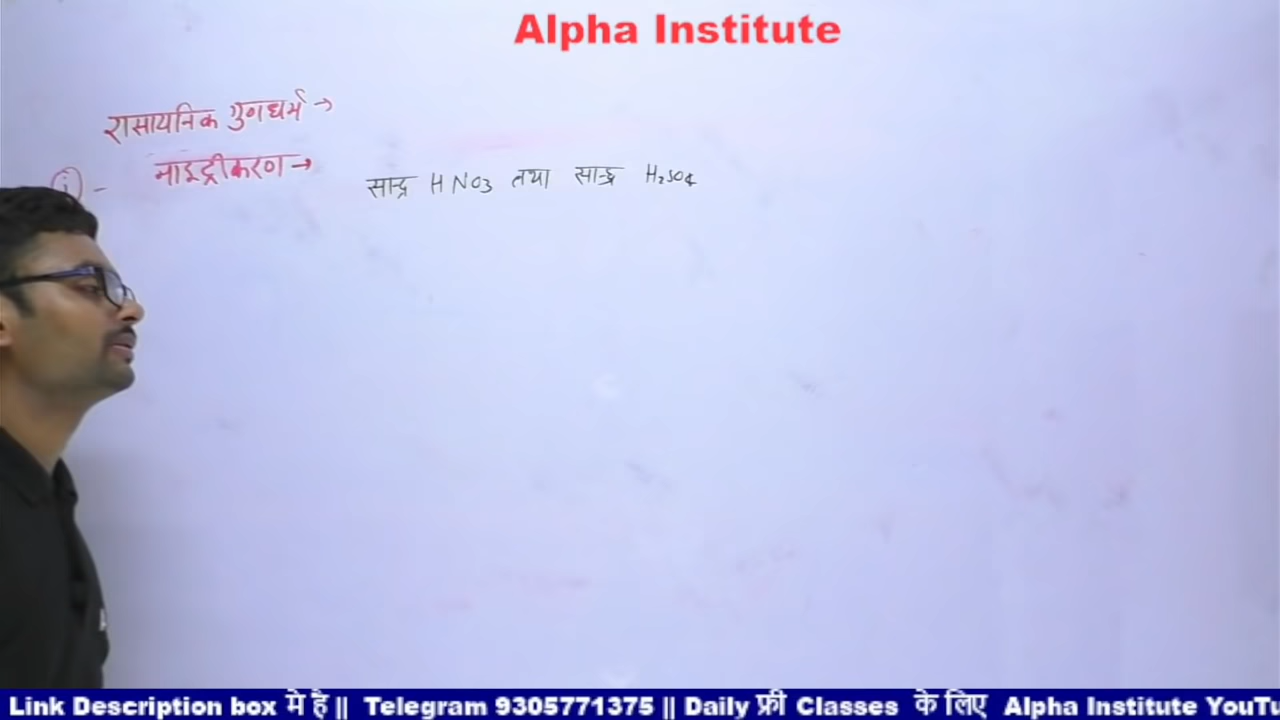 Alpha Institute
रासायनिक गुणधर्म →
(i) - नाइट्रीकरण → सान्द्र HNO3 तथा सान्द्र H2SO4
Link Description box मे है || Telegram 9305771375 || Daily फ्री Classes के लिए Alpha Institute YouTu